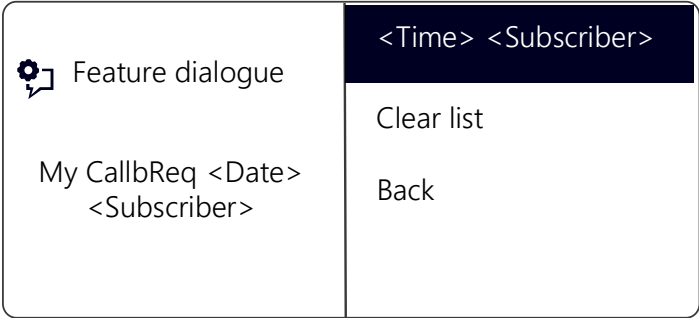 Feature dialogue
My CallbReq <Date>
<Subscriber>
<Time> <Subscriber>
Clear list
Back